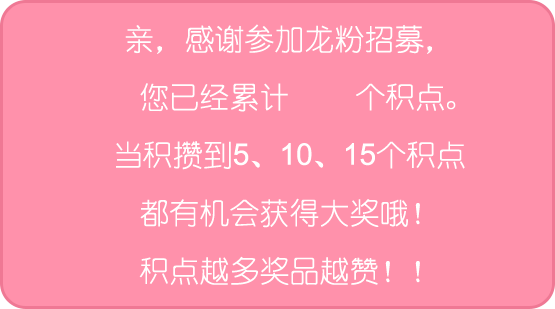 亲，感谢参加龙粉招募，
您已经累计 个积点。
当积攒到5、10、15个积点
都有机会获得大奖哦！
积点越多奖品越赞！！